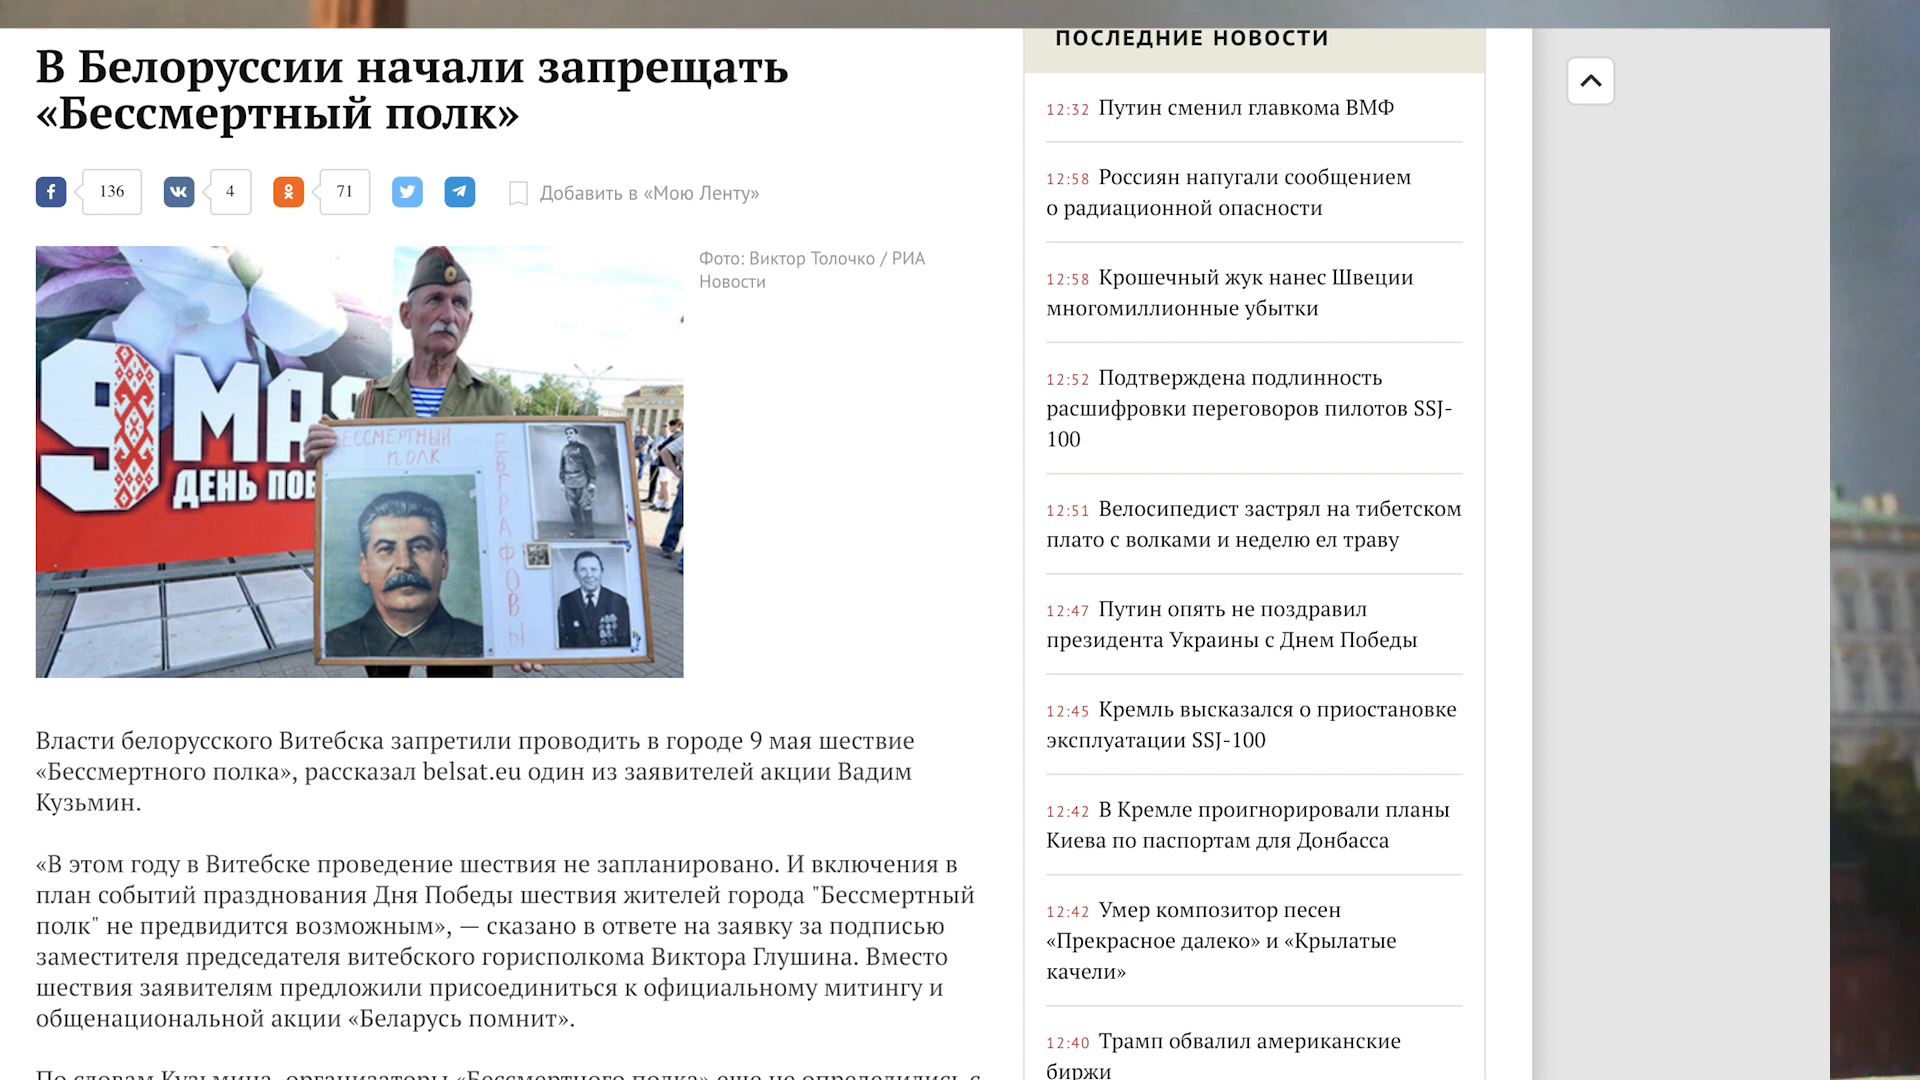 В Белоруссии начали запрещать
«Бессмертный полк»
136
4
71
Добавить в «Мою Ленту»
9 МАЯ
ДЕНЬ ПОБ
БЕССМЕРТНЫЙ
ПОЛК
ЕВГРАФОВЫ
Фото: Виктор Толочко / РИА
Новости
Власти белорусского Витебска запретили проводить в городе 9 мая шествие
«Бессмертного полка», рассказал belsat.eu один из заявителей акции Вадим
Кузьмин.
«В этом году в Витебске проведение шествия не запланировано. И включения в
план событий празднования Дня Победы шествия жителей города "Бессмертный
полк" не предвидится возможным», — сказано в ответе на заявку за подписью
заместителя председателя витебского горисполкома Виктора Глушина. Вместо
шествия заявителям предложили присоединиться к официальному митингу и
общенациональной акции «Беларусь помнит».
По словам Кузьмина, организаторы «Бессмертного полка» еще не определились с
ПОСЛЕДНИЕ НОВОСТИ
12:32 Путин сменил главкома ВМФ
12:58 Россиян напугали сообщением
о радиационной опасности
12:58 Крошечный жук нанес Швеции
многомиллионные убытки
12:52 Подтверждена подлинность
расшифровки переговоров пилотов SSJ-
100
12:51 Велосипедист застрял на тибетском
плато с волками и неделю ел траву
12:47 Путин опять не поздравил
президента Украины с Днем Победы
12:45 Кремль высказался о приостановке
эксплуатации SSJ-100
12:42 В Кремле проигнорировали планы
Киева по паспортам для Донбасса
12:42 Умер композитор песен
«Прекрасное далеко» и «Крылатые
качели»
12:40 Трамп обвалил американские
биржи